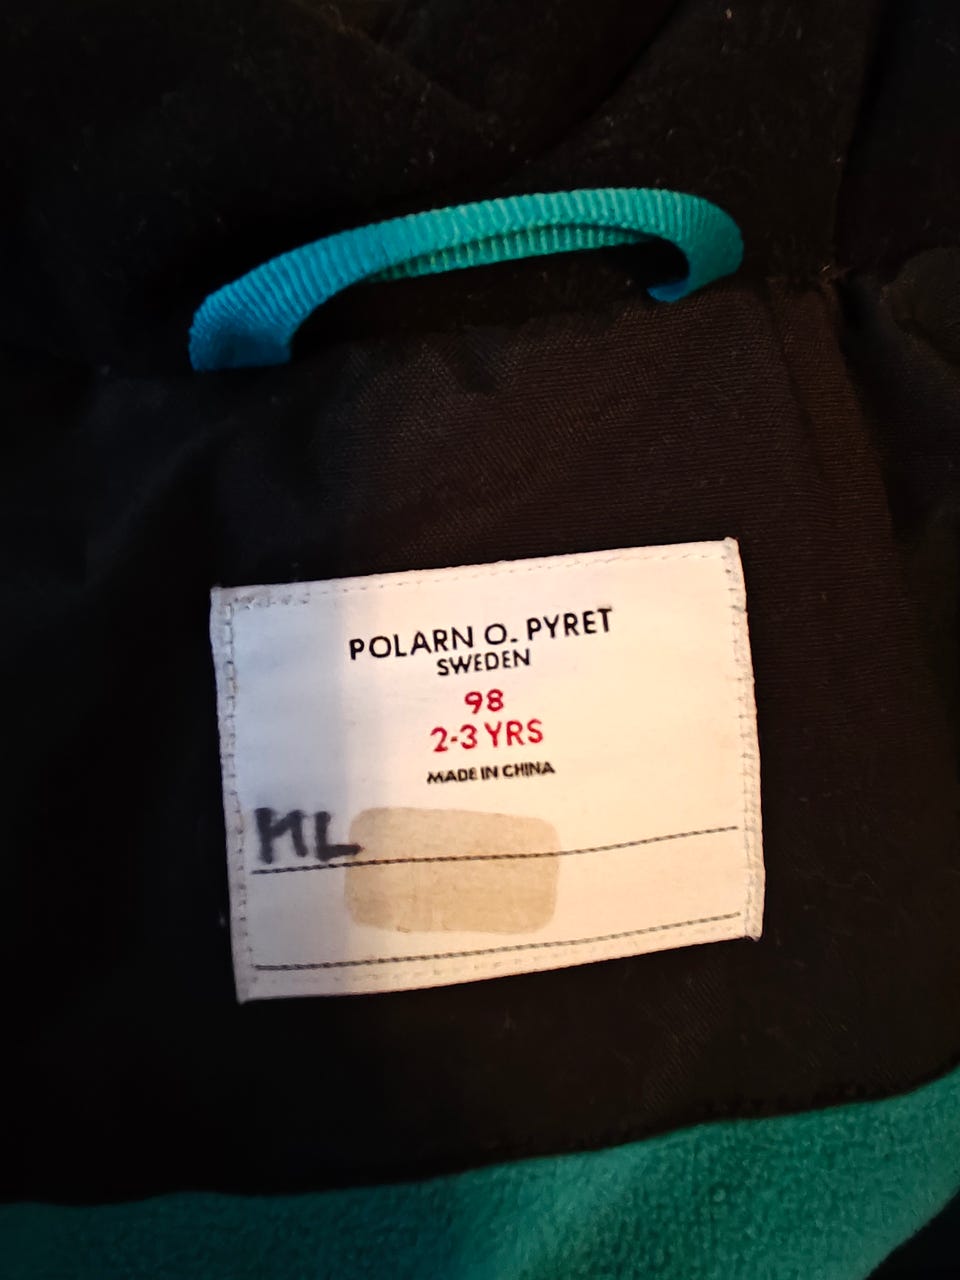 POLARN O. PYRET
SWEDEN
98
2-3 YRS
MADE IN CHINA
ML